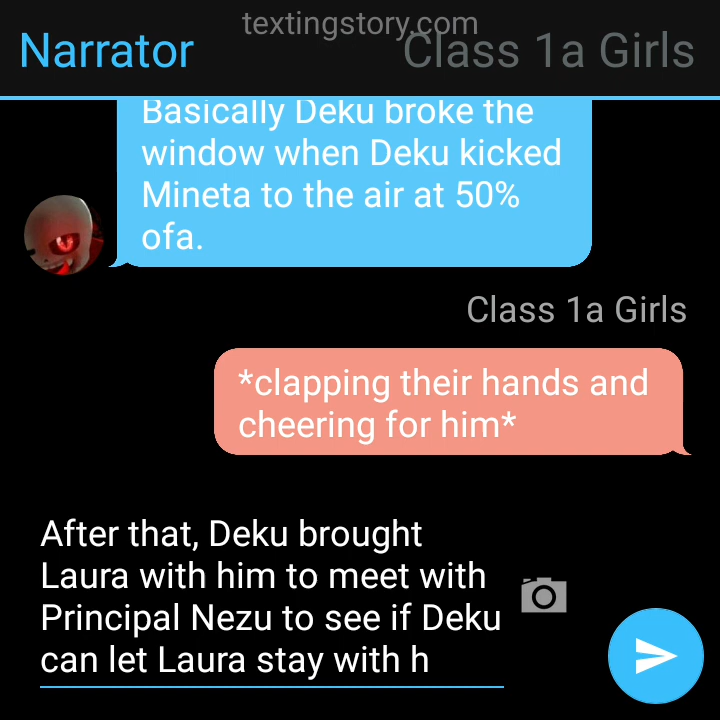 textingstory.com
Narrator
Class 1a Girls
Basically Deku broke the
window when Deku kicked
Mineta to the air at 50%
ofa.
Class 1a Girls
*clapping their hands and
cheering for him*
After that, Deku brought
Laura with him to meet with
Principal Nezu to see if Deku
can let Laura stay with h